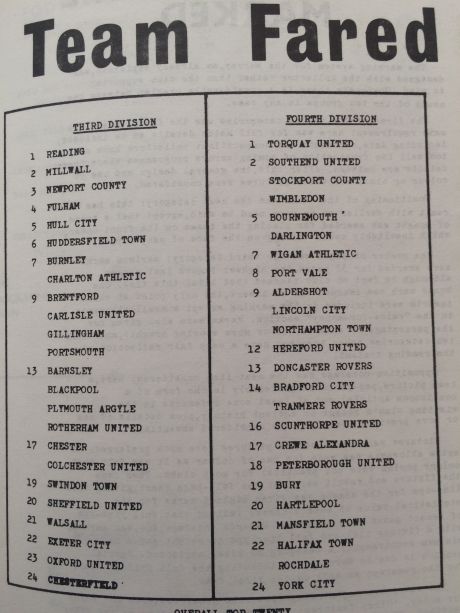 Team Fared
THIRD DIVISION
1 READING
2 MILLWALL
3 NEWPORT COUNTY
4 FULHAM
5 HULL CITY
6 HUDDERSFIELD TOWN
7 BURNLEY
CHARLTON ATHLETIC
9 BRENTFORD
CARLISLE UNITED
GILLINGHAM
PORTSMOUTH
13 BARNSLEY
BLACKPOOL
PLYMOUTH ARGYLE
ROTHERHAM UNITED
17 CHESTER
COLCHESTER UNITED
19 SWINDON TOWN
20 SHEFFIELD UNITED
21 WALSALL
22 EXETER CITY
23 OXFORD UNITED
24 CHESTERFIELD
FOURTH DIVISION
1 TORQUAY UNITED
2 SOUTHEND UNITED
STOCKPORT COUNTY
WIMBLEDON
5 BOURNEMOUTH
DARLINGTON
7 WIGAN ATHLETIC
8 PORT VALE
9 ALDERSHOT
LINCOLN CITY
NORTHAMPTON TOWN
12 HEREFORD UNITED
13 DONCASTER ROVERS
14 BRADFORD CITY
TRANMERE ROVERS
16 SCUNTHORPE UNITED
17 CREWE ALEXANDRA
18 PETERBOROUGH UNITED
19 BURY
20 HARTLEPOOL
21 MANSFIELD TOWN
22 HALIFAX TOWN
ROCHDALE
24 YORK CITY
OVERALL TOP TWENTY